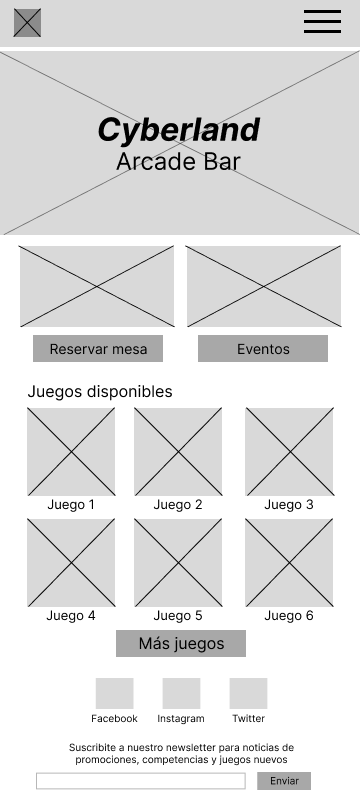 Cyberland
Arcade Bar
Reservar mesa
Eventos
Juegos disponibles
Juego 1
Juego 2
Juego 3
Juego 4
Juego 5
Juego 6
Más juegos
Facebook
Instagram
Twitter
Suscribite a nuestro newsletter para noticias de
promociones, competencias y juegos nuevos
Enviar